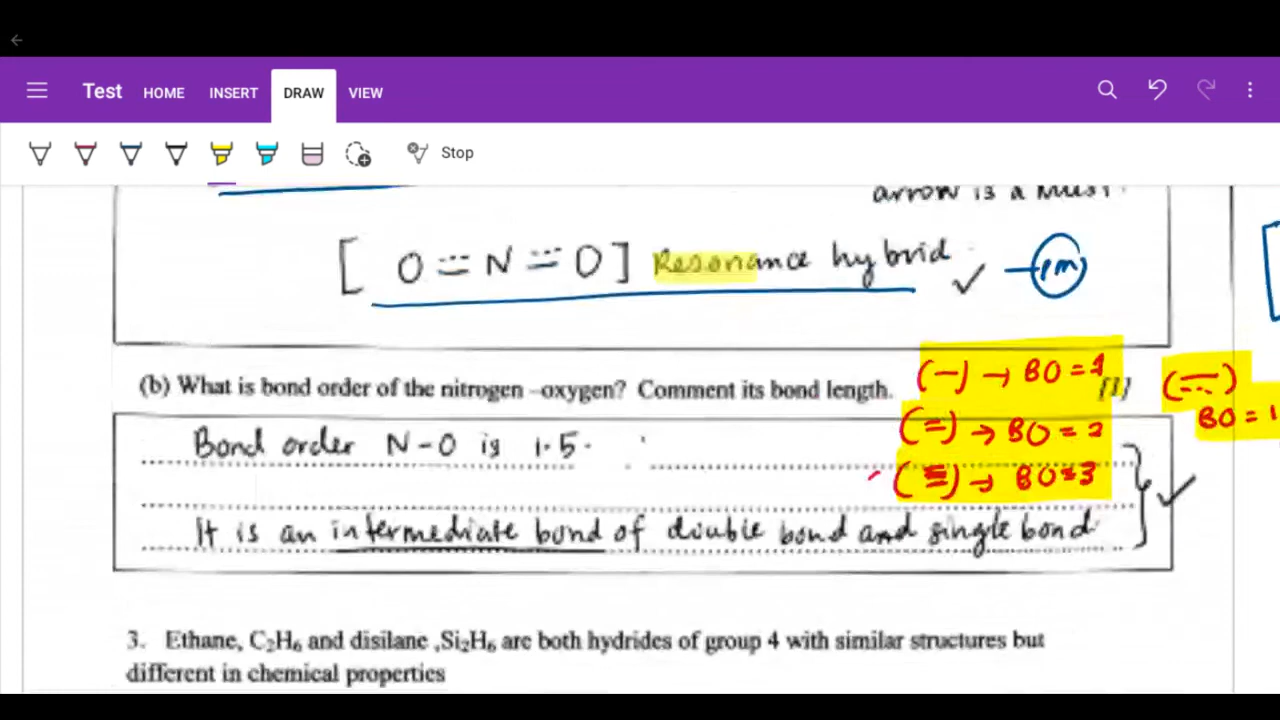 Test HOME INSERT DRAW VIEW
Stop
arrow is a must.
[ O=N=O ] Resonance hybrid
1m
(b) What is bond order of the nitrogen –oxygen? Comment its bond length. [1]
(−) → BO = 1
(=) → BO = 2
(≡) → BO = 3
BO = 1
Bond order N-O is 1.5.
It is an intermediate bond of double bond and single bond
3. Ethane, C₂H₆ and disilane ,Si₂H₆ are both hydrides of group 4 with similar structures but
different in chemical properties